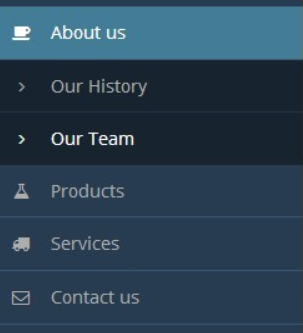 About us
Our History
Our Team
Products
Services
Contact us